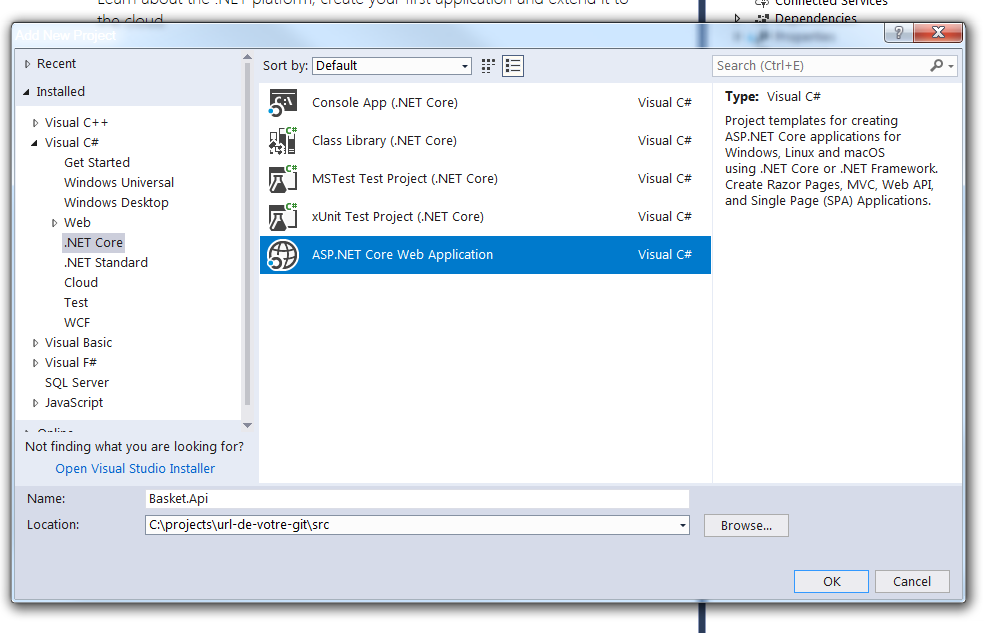 Learn about the .NET platform, create your first application and extend it to
the cloud
Connected Services
Dependencies
Properties
Add New Project
Recent
Installed
Visual C++
Visual C#
Get Started
Windows Universal
Windows Desktop
Web
.NET Core
.NET Standard
Cloud
Test
WCF
Visual Basic
Visual F#
SQL Server
JavaScript
Online
Not finding what you are looking for?
Open Visual Studio Installer
Sort by: Default
Console App (.NET Core) Visual C#
Class Library (.NET Core) Visual C#
MSTest Test Project (.NET Core) Visual C#
xUnit Test Project (.NET Core) Visual C#
ASP.NET Core Web Application Visual C#
Search (Ctrl+E)
Type: Visual C#
Project templates for creating
ASP.NET Core applications for
Windows, Linux and macOS
using .NET Core or .NET Framework.
Create Razor Pages, MVC, Web API,
and Single Page (SPA) Applications.
Name: Basket.Api
Location: C:\projects\url-de-votre-git\src
Browse...
OK Cancel